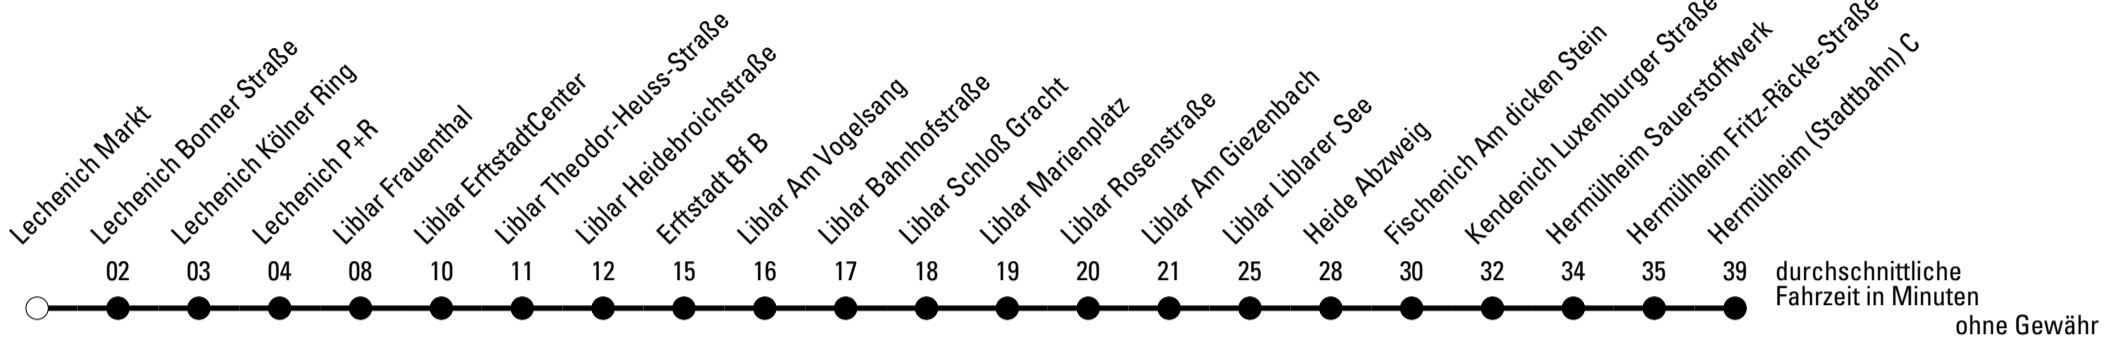 Lechenich Markt
Lechenich Bonner Straße
Lechenich Kölner Ring
Lechenich P+R
Liblar Frauenthal
Liblar ErftstadtCenter
Liblar Theodor-Heuss-Straße
Liblar Heidebroichstraße
Erftstadt Bf B
Liblar Am Vogelsang
Liblar Bahnhofstraße
Liblar Schloß Gracht
Liblar Marienplatz
Liblar Rosenstraße
Liblar Am Giezenbach
Liblar Liblarer See
Heide Abzweig
Fischenich Am dicken Stein
Kendenich Luxemburger Straße
Hermülheim Sauerstoffwerk
Hermülheim Fritz-Räcke-Straße
Hermülheim (Stadtbahn) C
02 03 04 08 10 11 12 15 16 17 18 19 20 21 25 28 30 32 34 35 39
durchschnittliche
Fahrzeit in Minuten
ohne Gewähr